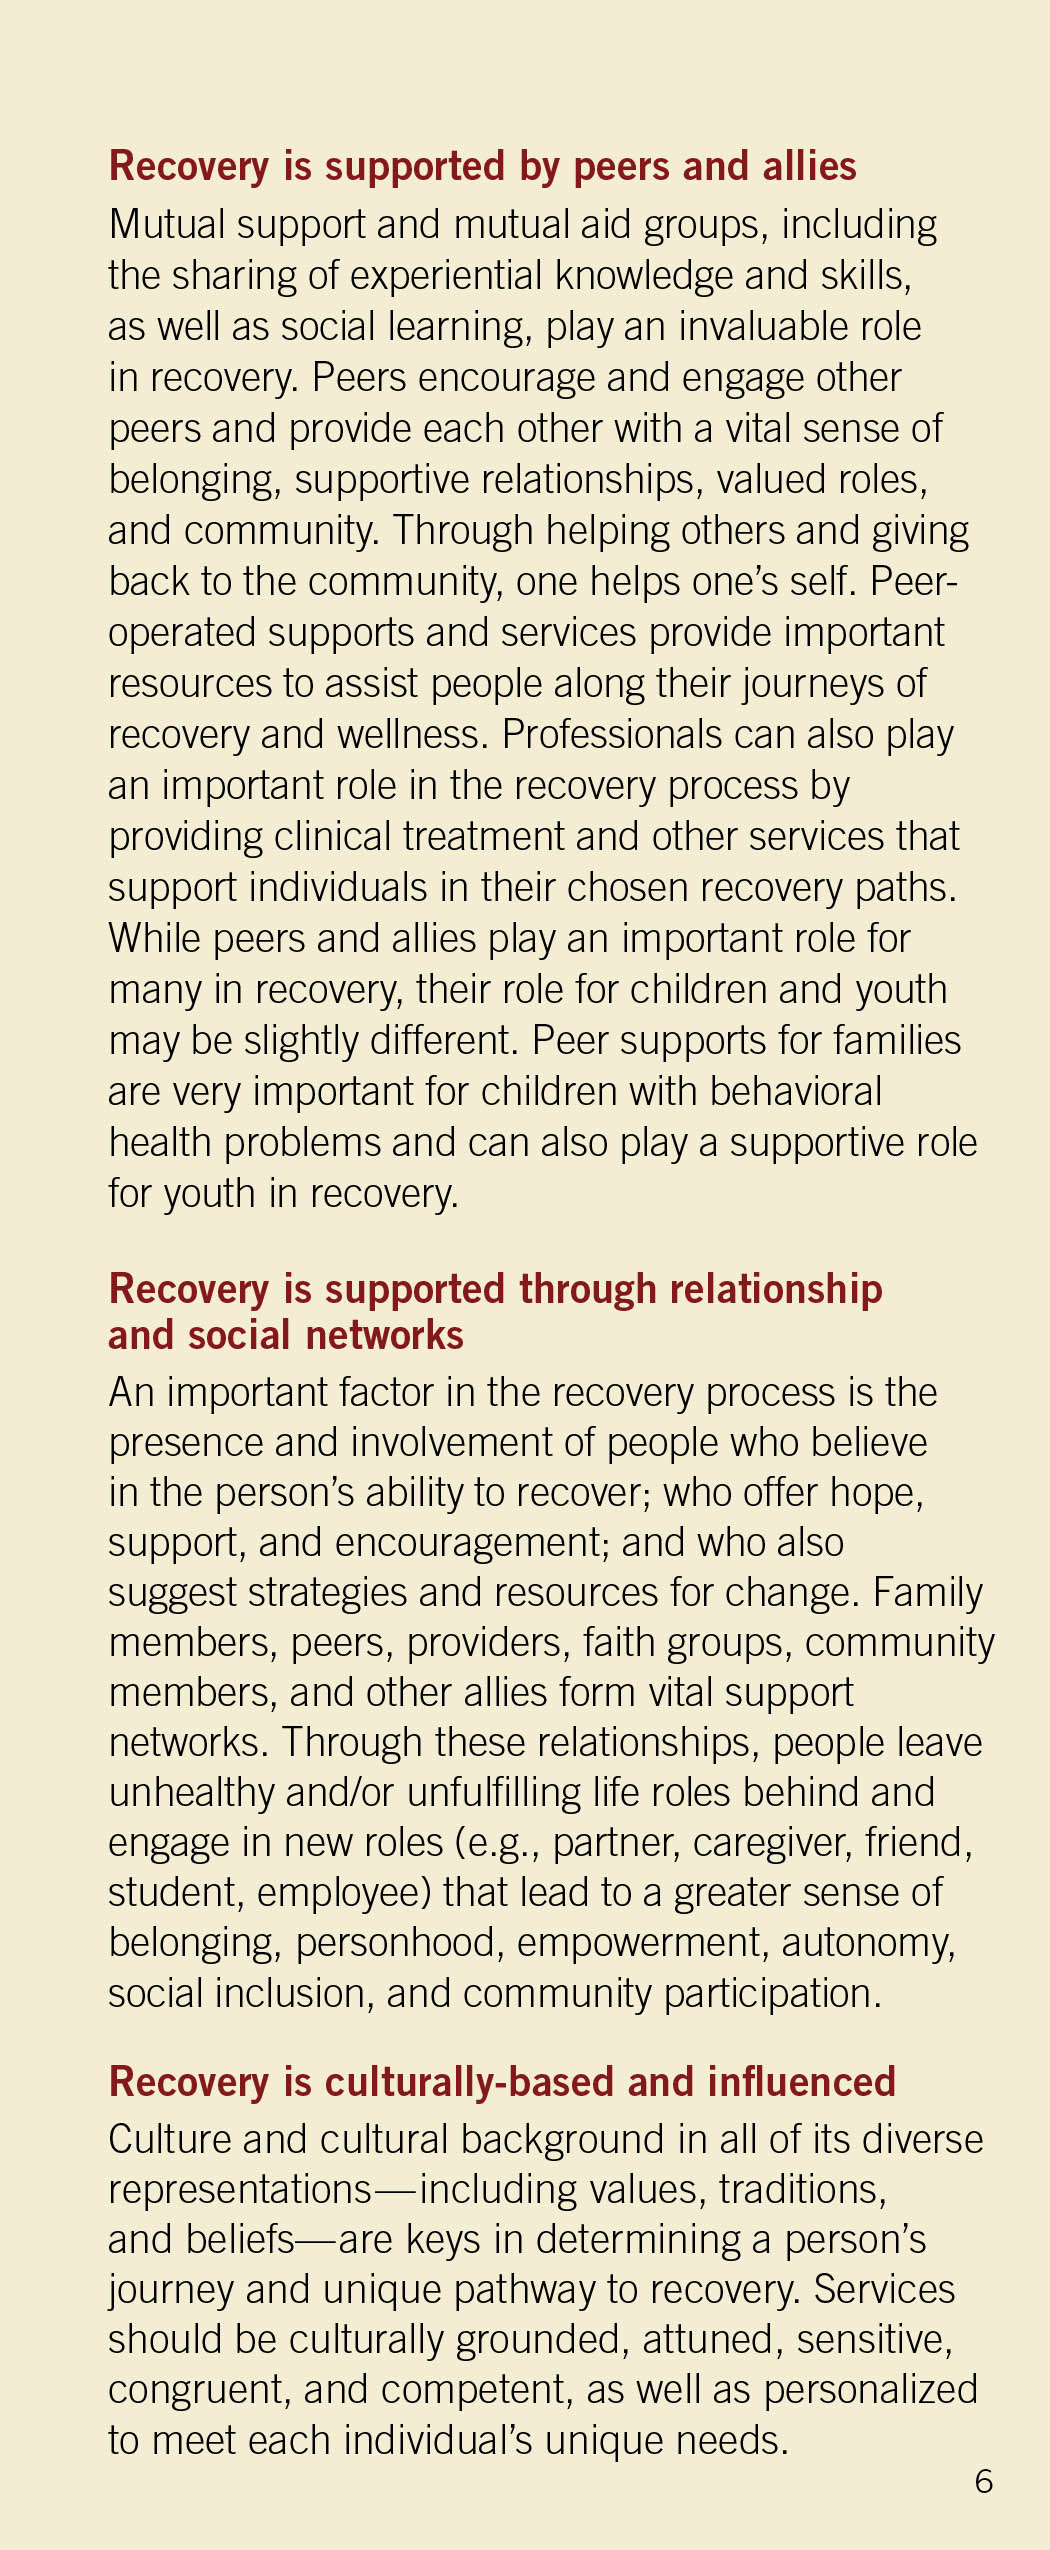 Recovery is supported by peers and allies
Mutual support and mutual aid groups, including
the sharing of experiential knowledge and skills,
as well as social learning, play an invaluable role
in recovery. Peers encourage and engage other
peers and provide each other with a vital sense of
belonging, supportive relationships, valued roles,
and community. Through helping others and giving
back to the community, one helps one’s self. Peer-
operated supports and services provide important
resources to assist people along their journeys of
recovery and wellness. Professionals can also play
an important role in the recovery process by
providing clinical treatment and other services that
support individuals in their chosen recovery paths.
While peers and allies play an important role for
many in recovery, their role for children and youth
may be slightly different. Peer supports for families
are very important for children with behavioral
health problems and can also play a supportive role
for youth in recovery.
Recovery is supported through relationship
and social networks
An important factor in the recovery process is the
presence and involvement of people who believe
in the person’s ability to recover; who offer hope,
support, and encouragement; and who also
suggest strategies and resources for change. Family
members, peers, providers, faith groups, community
members, and other allies form vital support
networks. Through these relationships, people leave
unhealthy and/or unfulfilling life roles behind and
engage in new roles (e.g., partner, caregiver, friend,
student, employee) that lead to a greater sense of
belonging, personhood, empowerment, autonomy,
social inclusion, and community participation.
Recovery is culturally-based and influenced
Culture and cultural background in all of its diverse
representations—including values, traditions,
and beliefs—are keys in determining a person’s
journey and unique pathway to recovery. Services
should be culturally grounded, attuned, sensitive,
congruent, and competent, as well as personalized
to meet each individual’s unique needs.
6